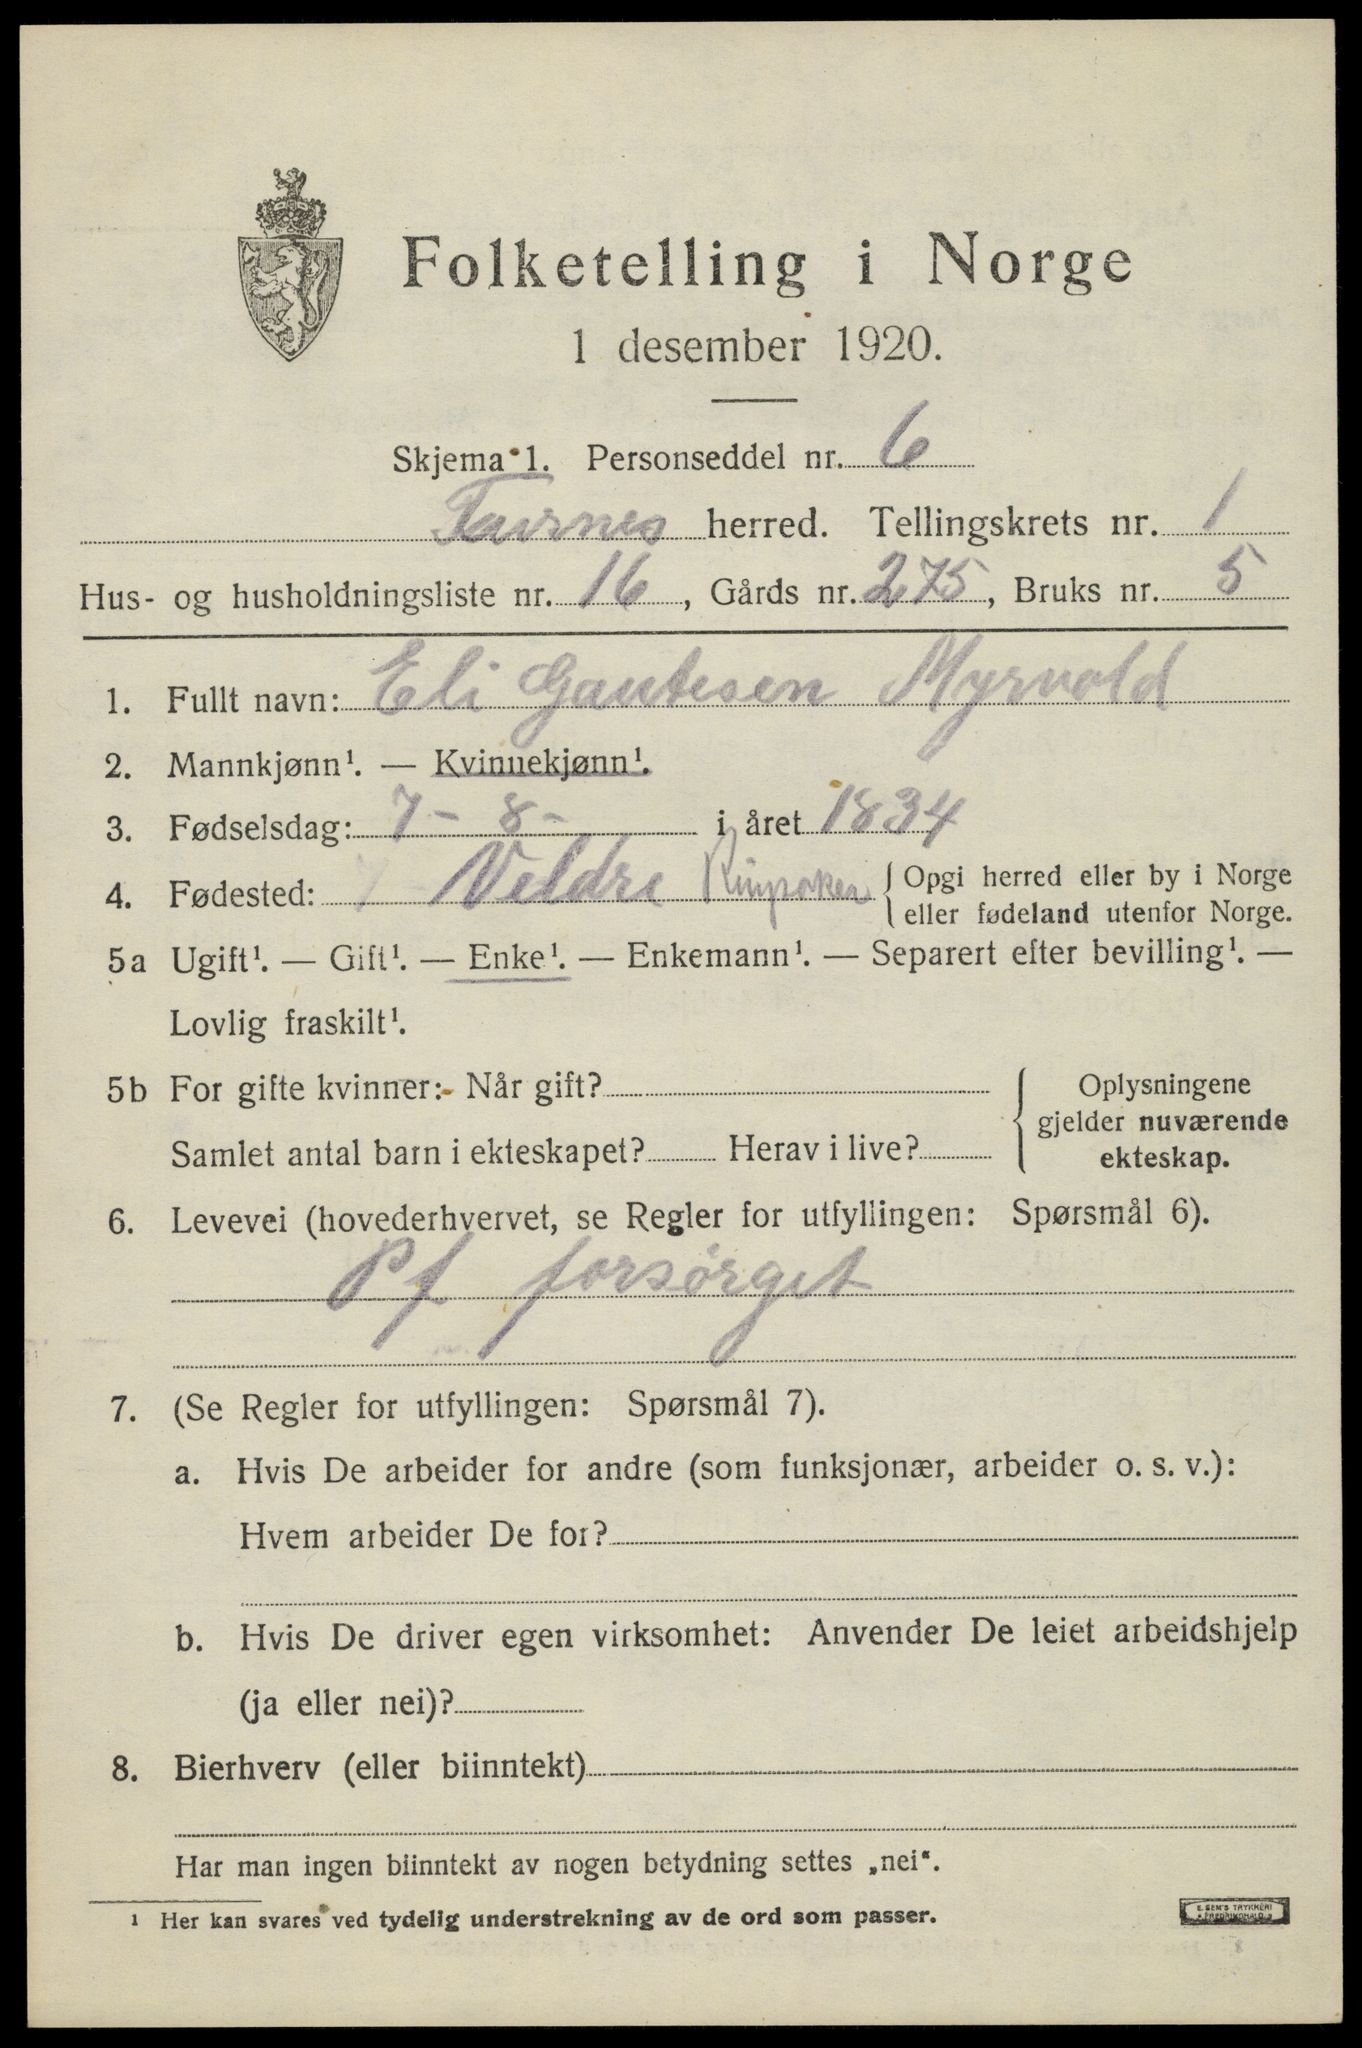 Folketelling i Norge
1 desember 1920.
Skjema 1. Personseddel nr. 6
Furnes herred. Tellingskrets nr. 1
Hus- og husholdningsliste nr. 16, Gårds nr. 275, Bruks nr. 5
1. Fullt navn: Eli Gautesen Myrvold
2. Mannkjønn¹. — Kvinnekjønn¹.
3. Fødselsdag: 7 - 8 - i året 1834
4. Fødested: Veldre Ringsaker { Opgi herred eller by i Norge
eller fødeland utenfor Norge.
5a Ugift¹. — Gift¹. — Enke¹. — Enkemann¹. — Separert efter bevilling¹. —
Lovlig fraskilt¹.
5b For gifte kvinner: Når gift?
Samlet antal barn i ekteskapet? Herav i live?
{ Oplysningene
gjelder nuværende
ekteskap.
6. Levevei (hovederhvervet, se Regler for utfyllingen: Spørsmål 6).
Pf forsørget
7. (Se Regler for utfyllingen: Spørsmål 7).
a. Hvis De arbeider for andre (som funksjonær, arbeider o. s. v.):
Hvem arbeider De for?
b. Hvis De driver egen virksomhet: Anvender De leiet arbeidshjelp
(ja eller nei)?
8. Bierhverv (eller biinntekt)
Har man ingen biinntekt av nogen betydning settes „nei“.
¹ Her kan svares ved tydelig understrekning av de ord som passer.
E. SEM'S TRYKKERI
FREDRIKSHALD